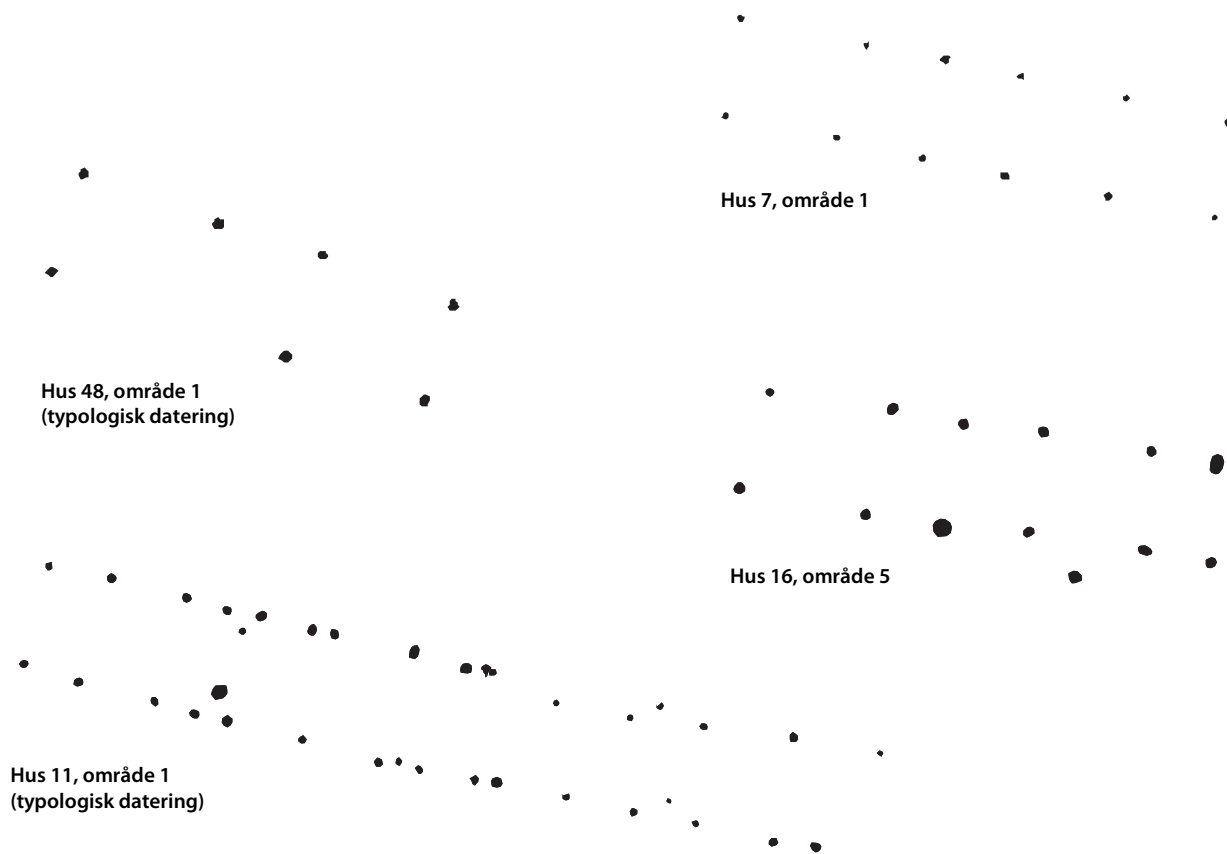 Hus 7, område 1
Hus 48, område 1
(typologisk datering)
Hus 16, område 5
Hus 11, område 1
(typologisk datering)